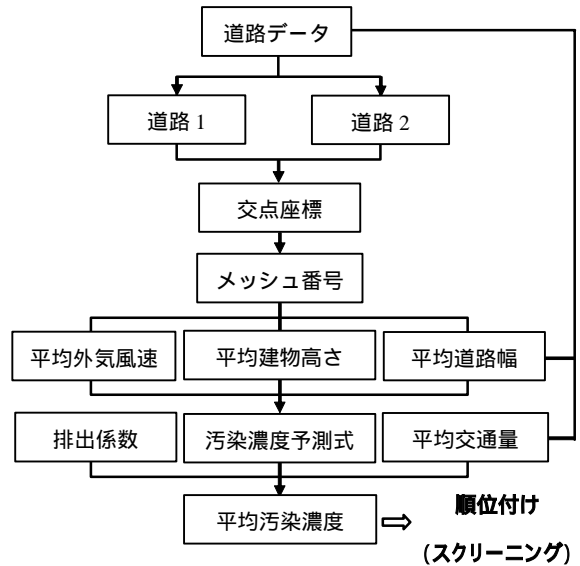 道路データ
道路 1
道路 2
交点座標
メッシュ番号
平均外気風速
平均建物高さ
平均道路幅
排出係数
汚染濃度予測式
平均交通量
平均汚染濃度
順位付け
(スクリーニング)